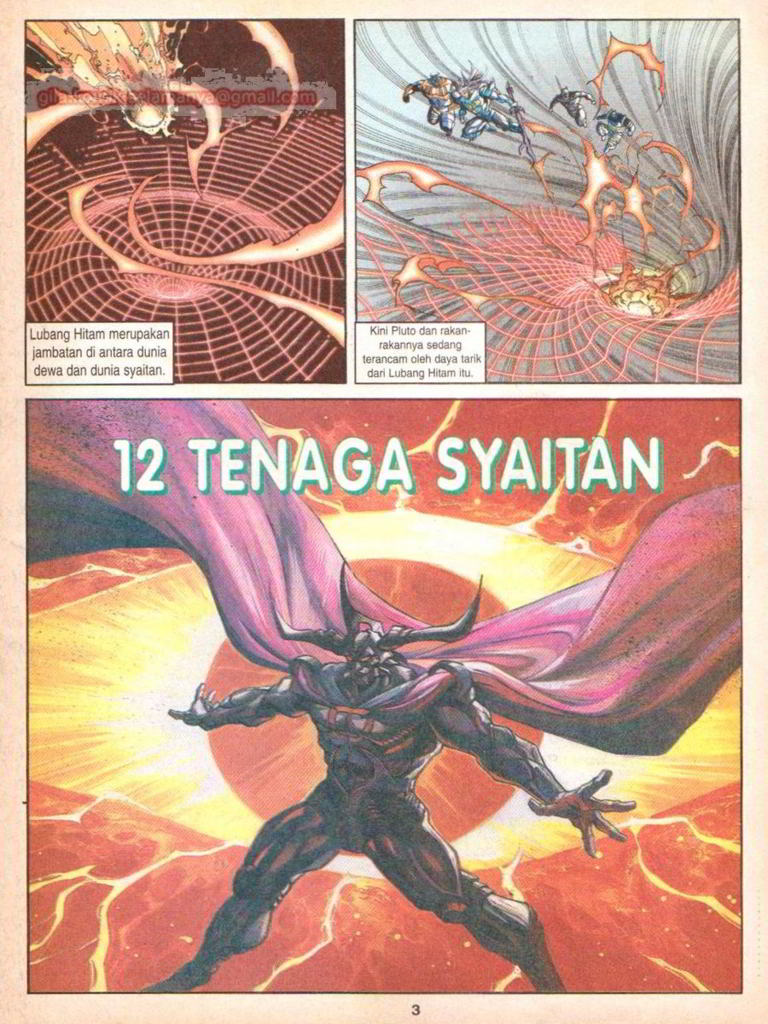 Lubang Hitam merupakan
jambatan di antara dunia
dewa dan dunia syaitan.
Kini Pluto dan rakan-
rakannya sedang
terancam oleh daya tarik
dari Lubang Hitam itu.
12 TENAGA SYAITAN
3